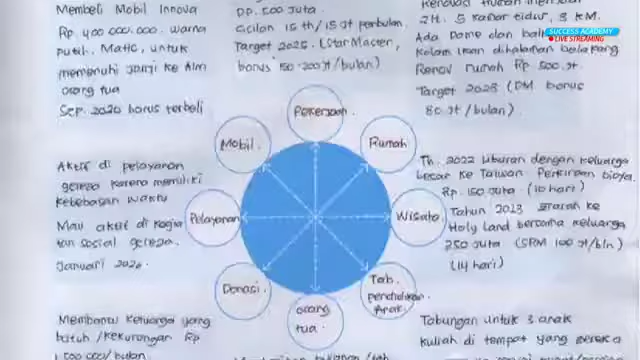 Membeli Mobil Innova
Rp 400.000.000. warna
putih. Matic, untuk
memenuhi janji ke Alm
orang tua
Sep. 2020 harus terbeli
DP. 500 Juta.
Cicilan 15 th/15 jt perbulan.
Target 2025. (Star Master,
bonus 150-200 jt/bulan)
2 Lt. 5 kamar tidur, 3 KM.
Ada Dome dan
kolam ikan dihalaman belakang
Renov rumah Rp 500 jt.
Target 2023 (DM bonus
80 jt/bulan)
SUCCESS ACADEMY
LIVE STREAMING
Pekerjaan.
Mobil.
Rumah
Aktif di pelayanan
gereja karena memiliki
kebebasan waktu
Mau aktif di kegia
tan sosial gereja.
Januari 2026.
Pelayanan
Wisata
Th. 2022 liburan dengan keluarga
besar ke Taiwan. Perkiraan biaya.
Rp. 150 juta (10 hari)
Tahun 2023 ziarah ke
Holy Land bersama keluarga
250 juta (SRM 100 jt/bln)
(14 hari)
Donasi.
orang
tua.
Tab.
Pendidikan
Anak.
Membantu keluarga yang
butuh /kekurangan Rp
1.500.000/bulan.
Tabungan untuk 3 anak
kuliah di tempat yang mereka